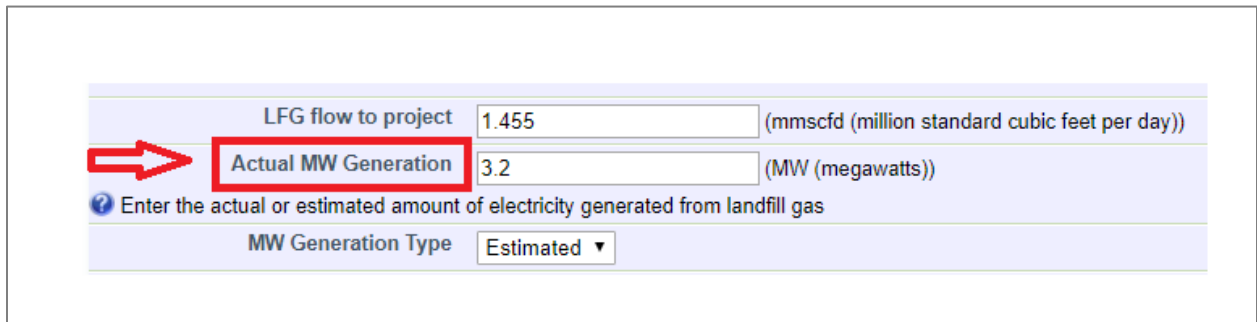 LFG flow to project 1.455 (mmscfd (million standard cubic feet per day))
Actual MW Generation 3.2 (MW (megawatts))
? Enter the actual or estimated amount of electricity generated from landfill gas
MW Generation Type Estimated ▼